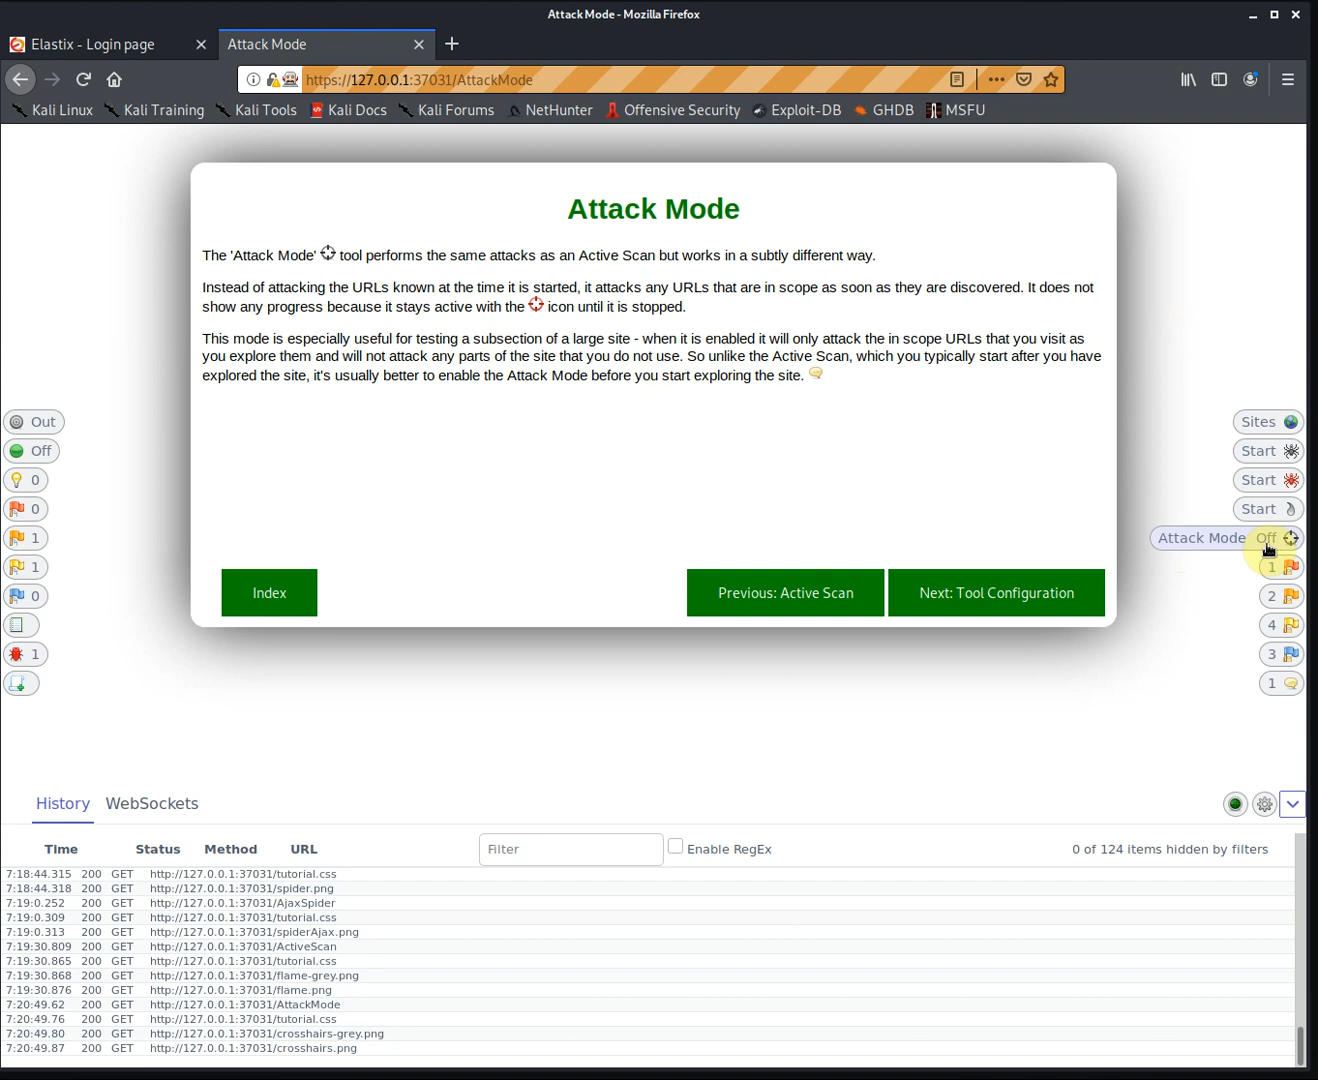 Attack Mode - Mozilla Firefox
Elastix - Login page
Attack Mode
https://127.0.0.1:37031/AttackMode
Kali Linux Kali Training Kali Tools Kali Docs Kali Forums NetHunter Offensive Security Exploit-DB GHDB MSFU
Attack Mode
The 'Attack Mode' tool performs the same attacks as an Active Scan but works in a subtly different way.
Instead of attacking the URLs known at the time it is started, it attacks any URLs that are in scope as soon as they are discovered. It does not
show any progress because it stays active with the icon until it is stopped.
This mode is especially useful for testing a subsection of a large site - when it is enabled it will only attack the in scope URLs that you visit as
you explore them and will not attack any parts of the site that you do not use. So unlike the Active Scan, which you typically start after you have
explored the site, it's usually better to enable the Attack Mode before you start exploring the site.
Index
Previous: Active Scan
Next: Tool Configuration
Out
Off
0
0
1
1
0
1
Sites
Start
Start
Start
Attack Mode Off
1
2
4
3
1
History WebSockets
Time Status Method URL Filter Enable RegEx 0 of 124 items hidden by filters
7:18:44.315 200 GET http://127.0.0.1:37031/tutorial.css
7:18:44.318 200 GET http://127.0.0.1:37031/spider.png
7:19:0.252 200 GET http://127.0.0.1:37031/AjaxSpider
7:19:0.309 200 GET http://127.0.0.1:37031/tutorial.css
7:19:0.313 200 GET http://127.0.0.1:37031/spiderAjax.png
7:19:30.809 200 GET http://127.0.0.1:37031/ActiveScan
7:19:30.865 200 GET http://127.0.0.1:37031/tutorial.css
7:19:30.868 200 GET http://127.0.0.1:37031/flame-grey.png
7:19:30.876 200 GET http://127.0.0.1:37031/flame.png
7:20:49.62 200 GET http://127.0.0.1:37031/AttackMode
7:20:49.76 200 GET http://127.0.0.1:37031/tutorial.css
7:20:49.80 200 GET http://127.0.0.1:37031/crosshairs-grey.png
7:20:49.87 200 GET http://127.0.0.1:37031/crosshairs.png